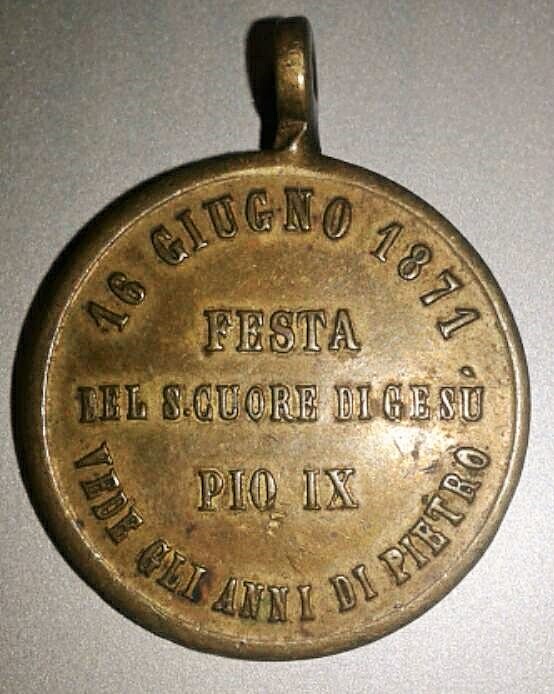 16 GIUGNO 1871
FESTA
DEL S. CUORE DI GESÙ
PIO IX
VEDE GLI ANNI DI PIETRO